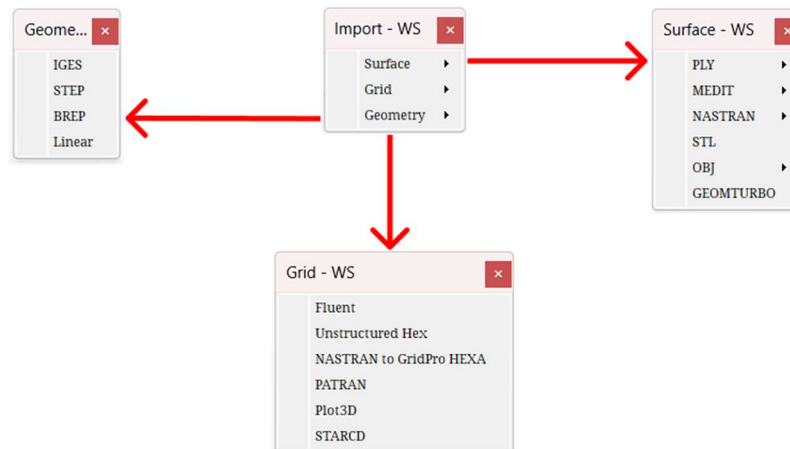 Geome...
IGES
STEP
BREP
Linear
Import - WS
Surface
Grid
Geometry
Surface - WS
PLY
MEDIT
NASTRAN
STL
OBJ
GEOMTURBO
Grid - WS
Fluent
Unstructured Hex
NASTRAN to GridPro HEXA
PATRAN
Plot3D
STARCD